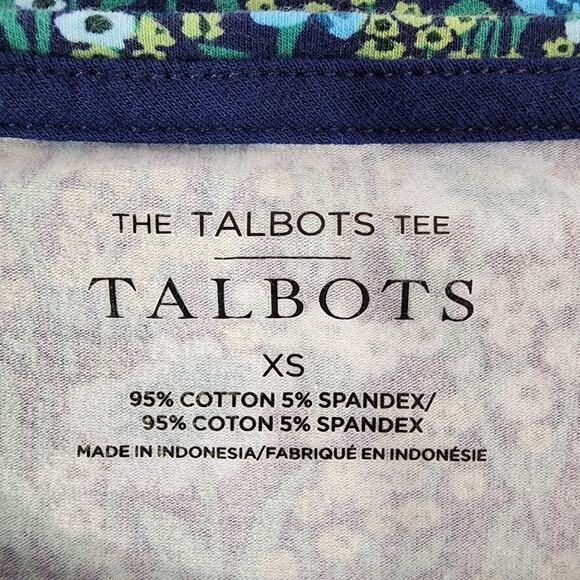 THE TALBOTS TEE
TALBOTS
XS
95% COTTON 5% SPANDEX/
95% COTON 5% SPANDEX
MADE IN INDONESIA/FABRIQUÉ EN INDONÉSIE